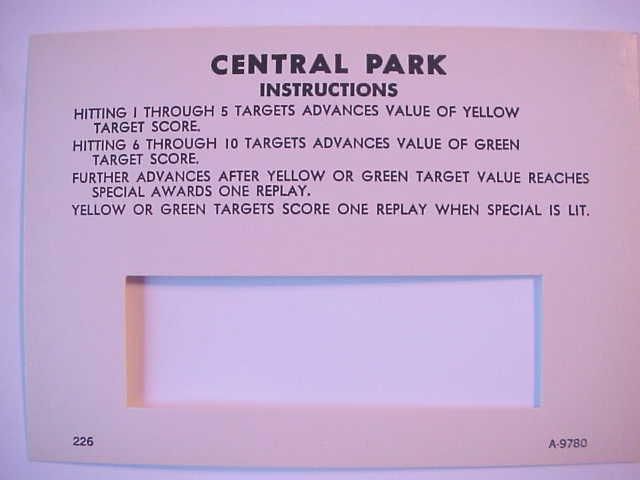 CENTRAL PARK
INSTRUCTIONS
HITTING 1 THROUGH 5 TARGETS ADVANCES VALUE OF YELLOW
TARGET SCORE.
HITTING 6 THROUGH 10 TARGETS ADVANCES VALUE OF GREEN
TARGET SCORE.
FURTHER ADVANCES AFTER YELLOW OR GREEN TARGET VALUE REACHES
SPECIAL AWARDS ONE REPLAY.
YELLOW OR GREEN TARGETS SCORE ONE REPLAY WHEN SPECIAL IS LIT.
226
A-9780